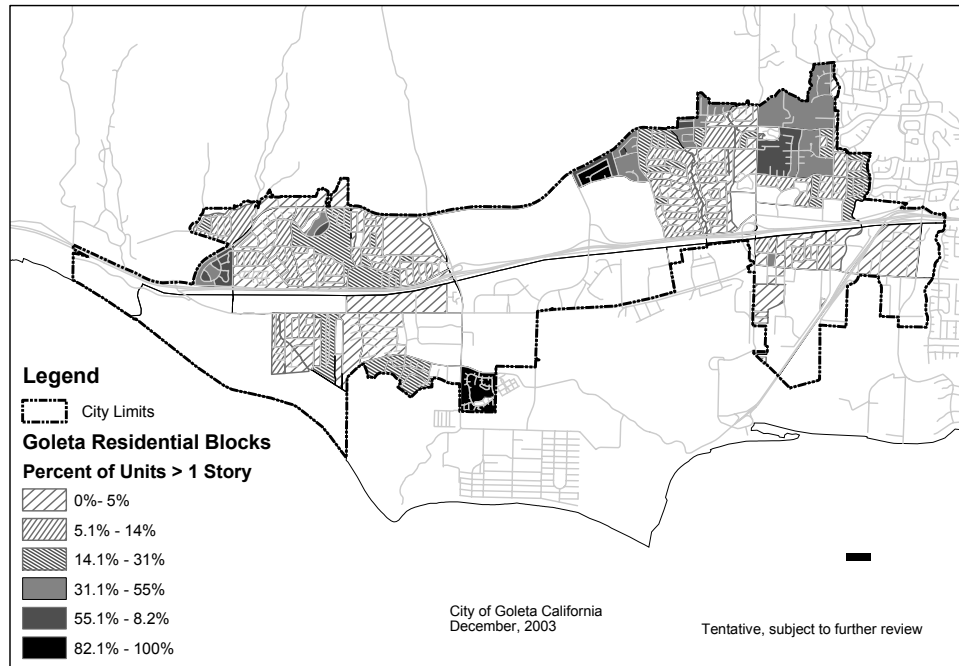 Legend
City Limits
Goleta Residential Blocks
Percent of Units > 1 Story
0%- 5%
5.1% - 14%
14.1% - 31%
31.1% - 55%
55.1% - 8.2%
82.1% - 100%
City of Goleta California
December, 2003
Tentative, subject to further review